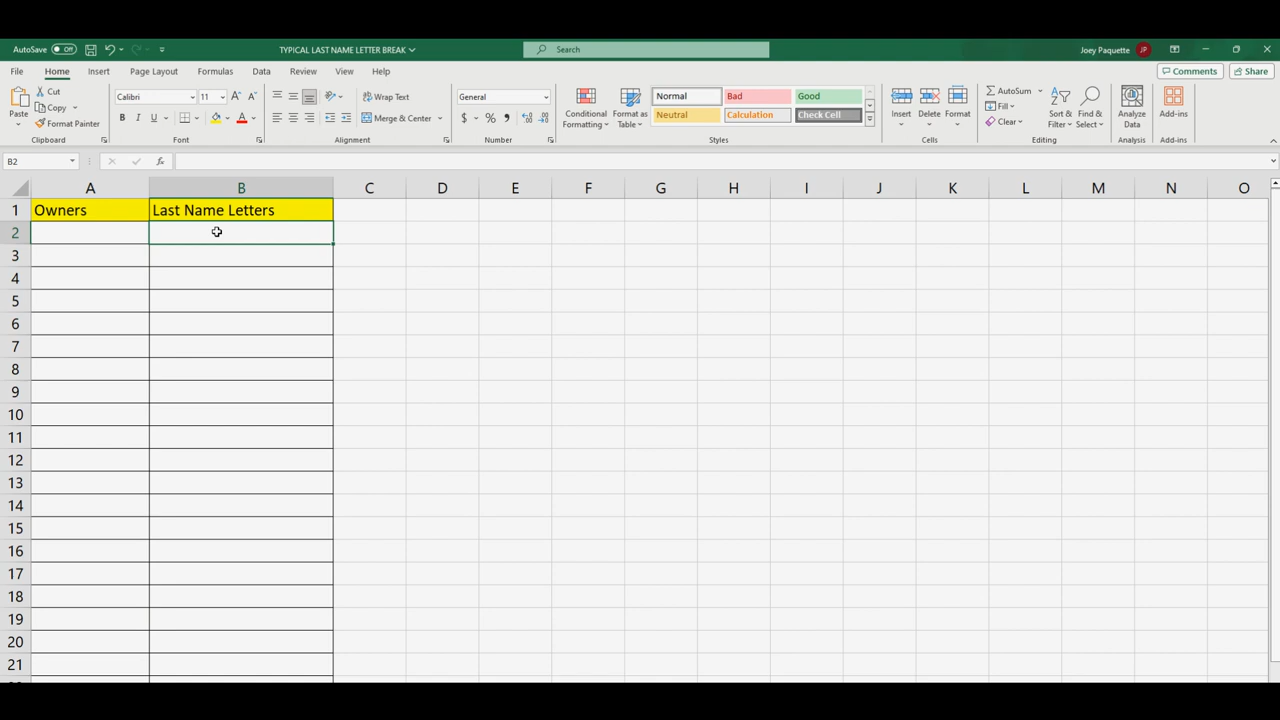 AutoSave Off TYPICAL LAST NAME LETTER BREAK Search Joey Paquette JP
File Home Insert Page Layout Formulas Data Review View Help Comments Share
Paste Cut Copy Format Painter Clipboard
Calibri 11 A A B I U A Font
Wrap Text Merge & Center Alignment
General $ % , Number
Conditional Formatting Format as Table Normal Bad Good Neutral Calculation Check Cell Styles
Insert Delete Format Cells
AutoSum Fill Clear Sort & Filter Find & Select Editing
Analyze Data Analysis
Add-ins Add-ins
B2 fx
A B C D E F G H I J K L M N O
1 Owners Last Name Letters
2
3
4
5
6
7
8
9
10
11
12
13
14
15
16
17
18
19
20
21